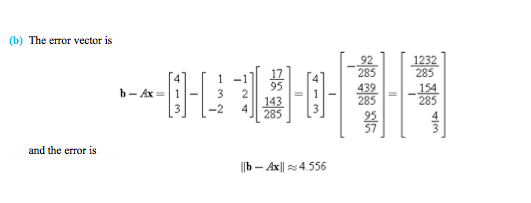 (b) The error vector is
b − Ax = [4; 1; 3] − [1 −1; 3 2; −2 4] [17/95; 143/285] = [4; 1; 3] − [−92/285; 439/285; 95/57] = [1232/285; −154/285; 4/3]
and the error is
||b − Ax|| ≈ 4.556